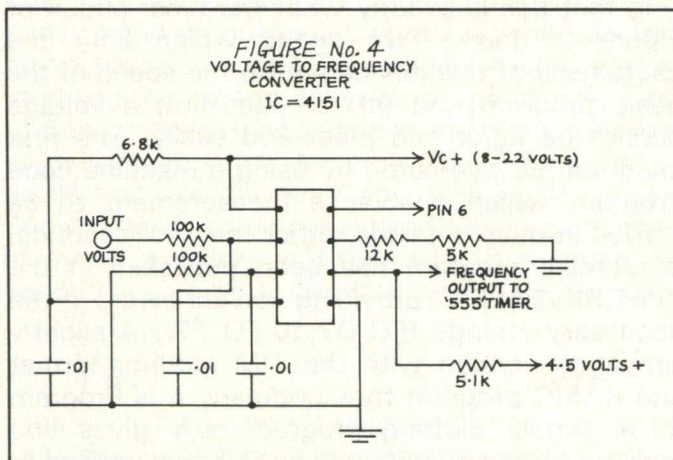 FIGURE No. 4
VOLTAGE TO FREQUENCY
CONVERTER
IC = 4151
6·8k
Vc + (8-22 VOLTS)
PIN 6
INPUT
VOLTS
100K
100K
12K
5K
FREQUENCY
OUTPUT TO
'555' TIMER
·01
·01
·01
5·1K
4·5 VOLTS +